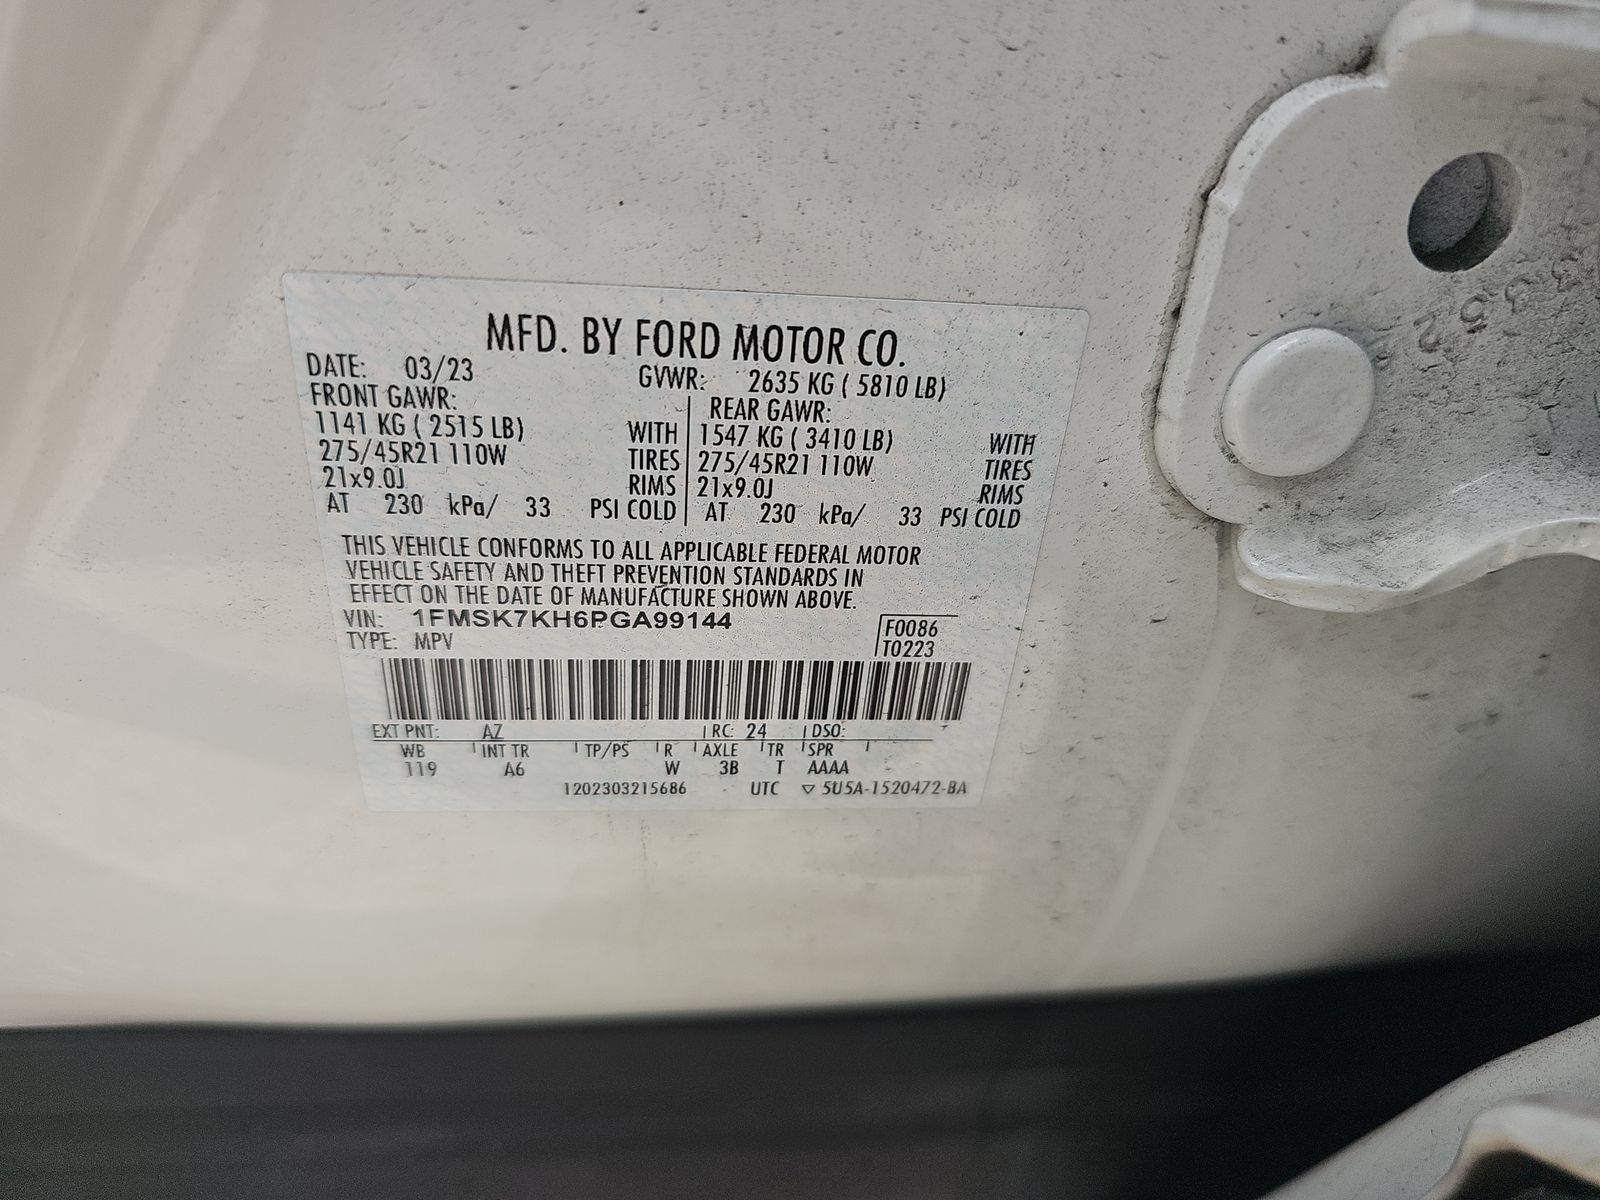 MFD. BY FORD MOTOR CO.
DATE: 03/23 GVWR: 2635 KG ( 5810 LB)
FRONT GAWR: REAR GAWR:
1141 KG ( 2515 LB) WITH 1547 KG ( 3410 LB) WITH
275/45R21 110W TIRES 275/45R21 110W TIRES
21x9.0J RIMS 21x9.0J RIMS
AT 230 kPa/ 33 PSI COLD AT 230 kPa/ 33 PSI COLD
THIS VEHICLE CONFORMS TO ALL APPLICABLE FEDERAL MOTOR
VEHICLE SAFETY AND THEFT PREVENTION STANDARDS IN
EFFECT ON THE DATE OF MANUFACTURE SHOWN ABOVE.
VIN: 1FMSK7KH6PGA99144 F0086
TYPE: MPV T0223
EXT PNT: AZ RC: 24 DSO:
WB INT TR TP/PS R AXLE TR SPR
119 A6 W 3B T AAAA
1202303215686 UTC ▽ 5U5A-1520472-BA